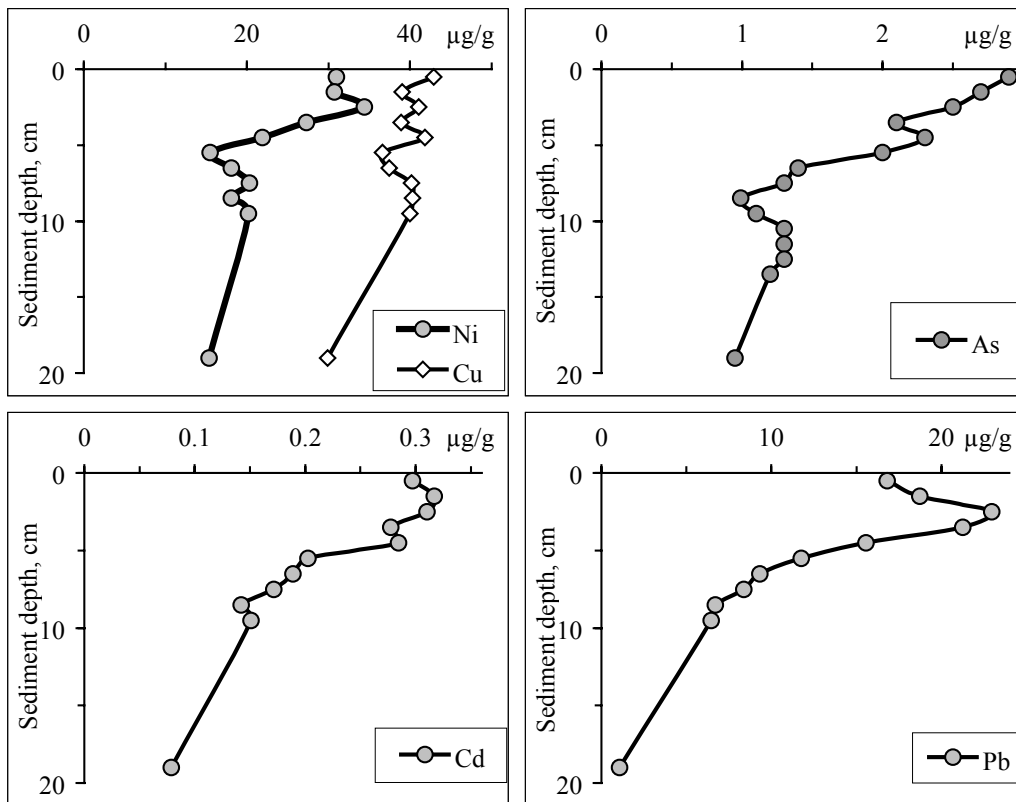 0 20 40 µg/g
0
10
20
Sediment depth, cm
Ni
Cu
0 1 2 µg/g
0
10
20
Sediment depth, cm
As
0 0.1 0.2 0.3 µg/g
0
10
20
Sediment depth, cm
Cd
0 10 20 µg/g
0
10
20
Sediment depth, cm
Pb